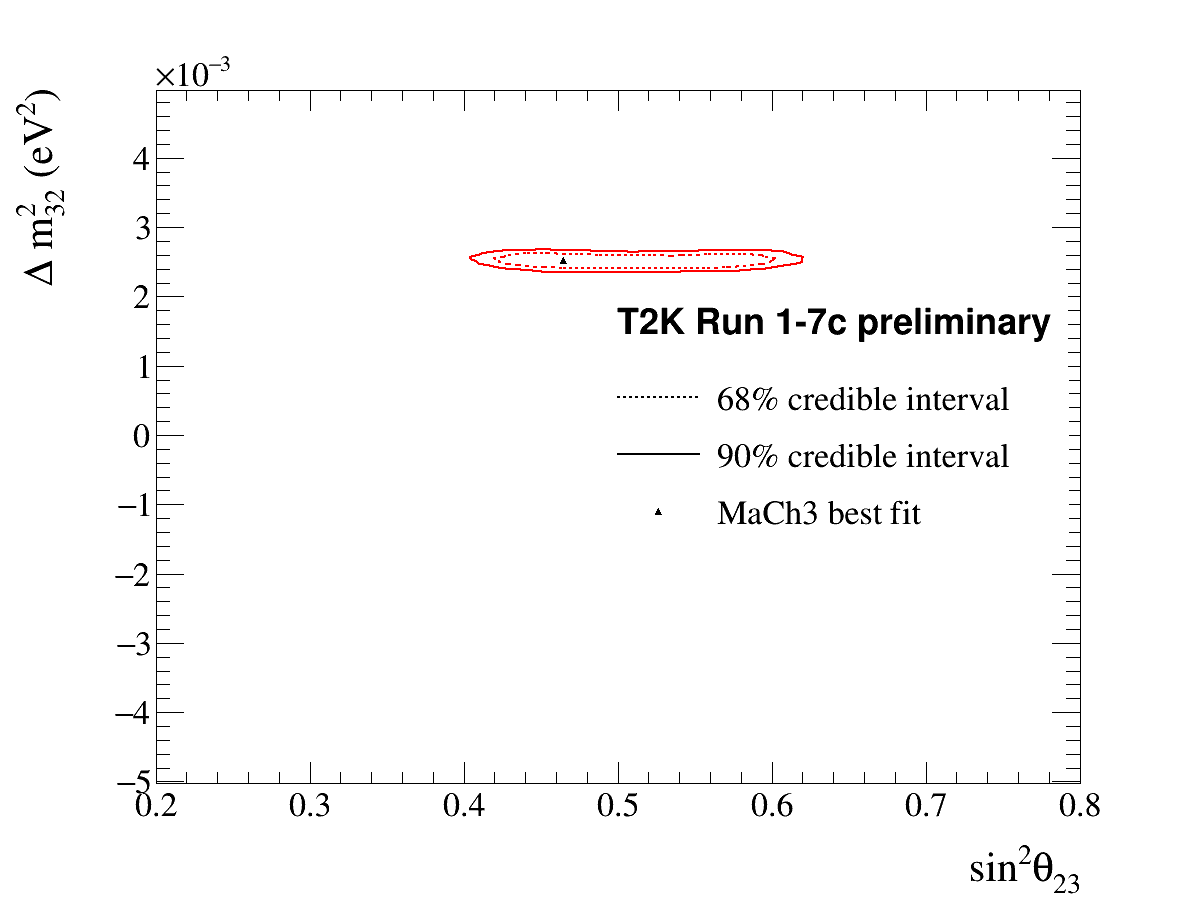 ×10⁻³
Δ m²₃₂ (eV²)
4
3
2
1
0
−1
−2
−3
−4
−5
T2K Run 1-7c preliminary
68% credible interval
90% credible interval
MaCh3 best fit
0.2 0.3 0.4 0.5 0.6 0.7 0.8
sin²θ₂₃